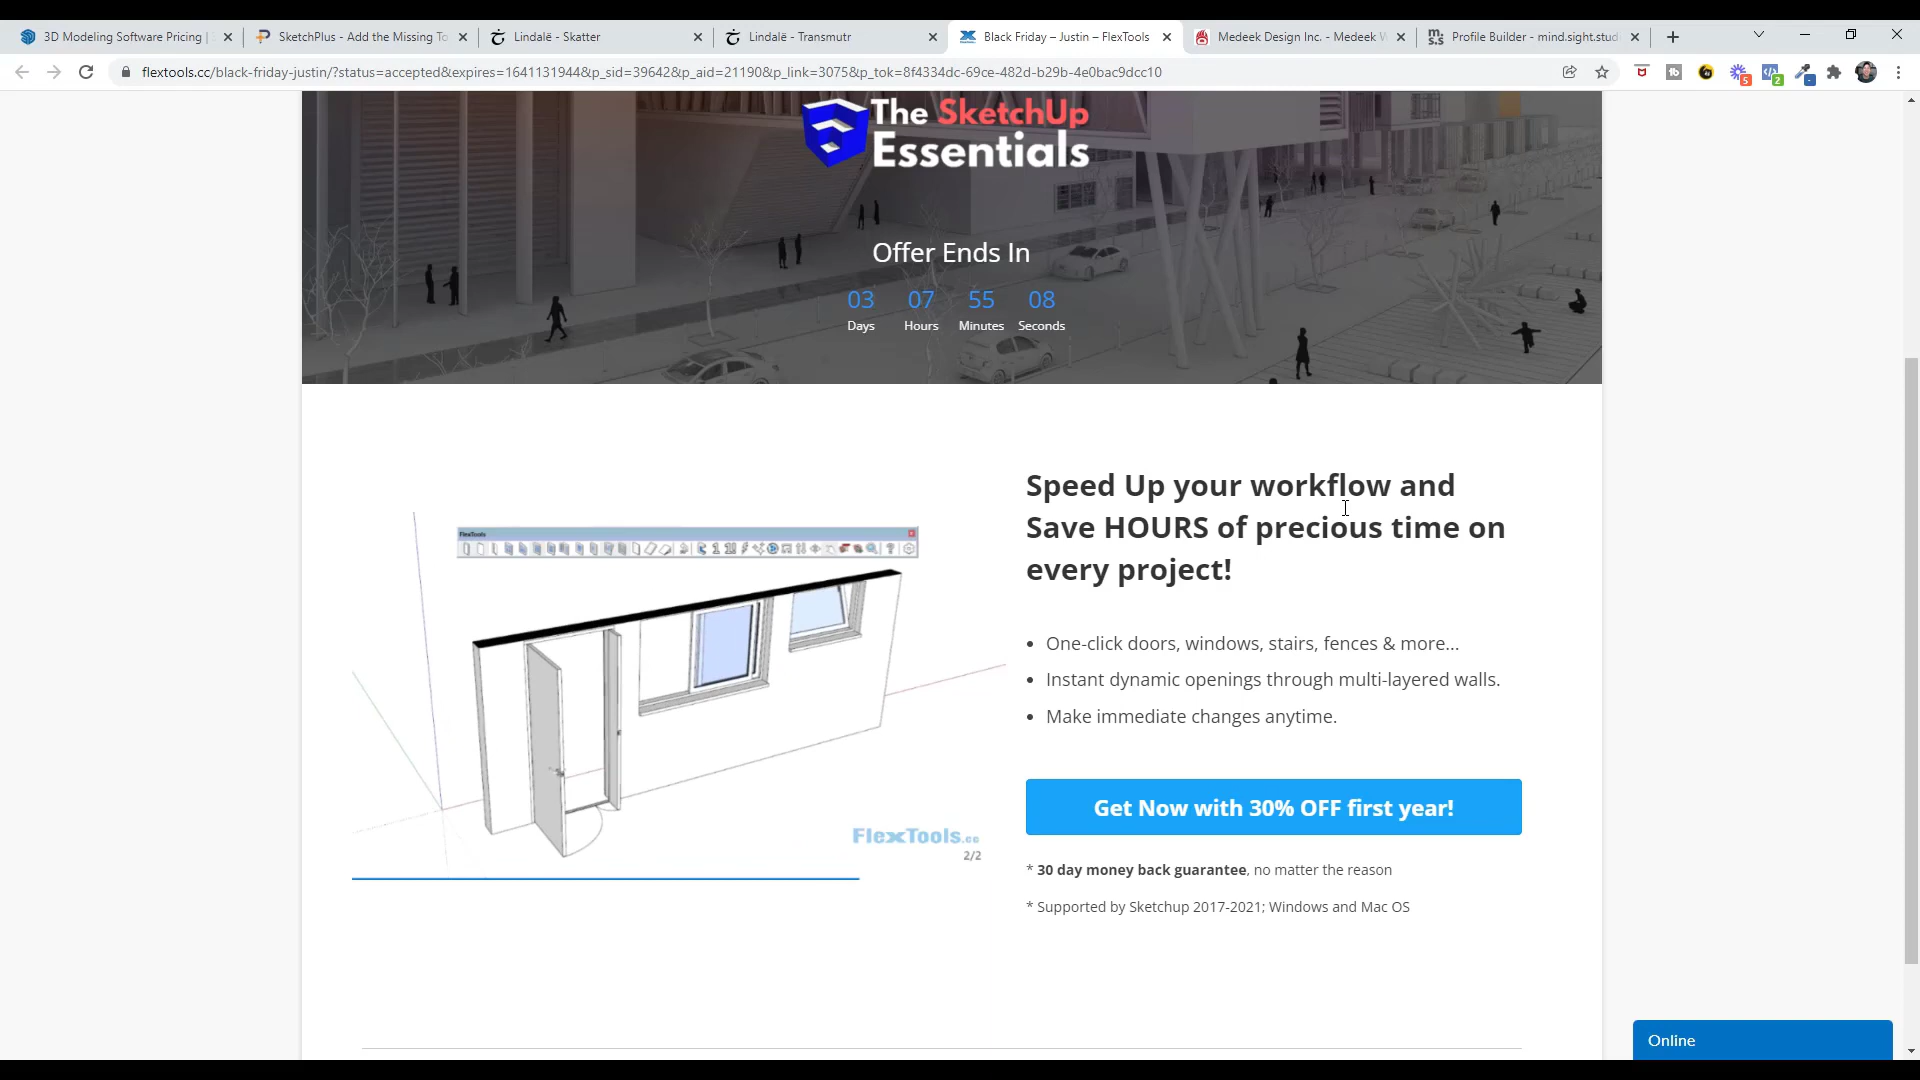 3D Modeling Software Pricing |
SketchPlus - Add the Missing To
Lindalë - Skatter
Lindalë - Transmutr
Black Friday – Justin – FlexTools
Medeek Design Inc. - Medeek W
Profile Builder - mind.sight.stud
flextools.cc/black-friday-justin/?status=accepted&expires=1641131944&p_sid=39642&p_aid=21190&p_link=3075&p_tok=8f4334dc-69ce-482d-b29b-4e0bac9dcc10
The SketchUp
Essentials
Offer Ends In
03 07 55 08
Days Hours Minutes Seconds
FlexTools
Speed Up your workflow and
Save HOURS of precious time on
every project!
• One-click doors, windows, stairs, fences & more...
• Instant dynamic openings through multi-layered walls.
• Make immediate changes anytime.
Get Now with 30% OFF first year!
FlexTools.cc
2/2
* 30 day money back guarantee, no matter the reason
* Supported by Sketchup 2017-2021; Windows and Mac OS
Online